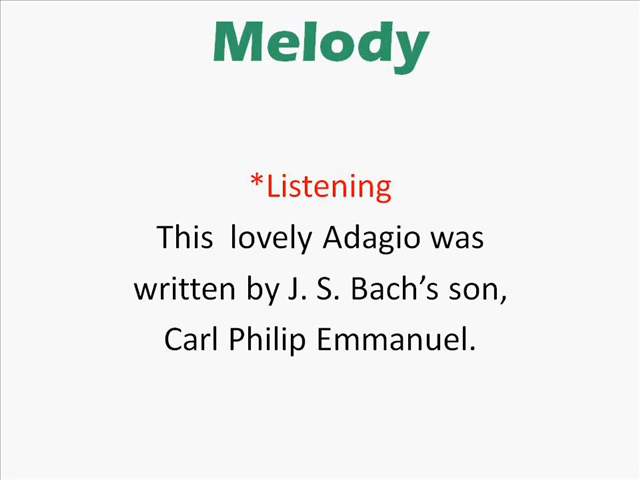 Melody
*Listening
This  lovely Adagio was
written by J. S. Bach’s son,
Carl Philip Emmanuel.